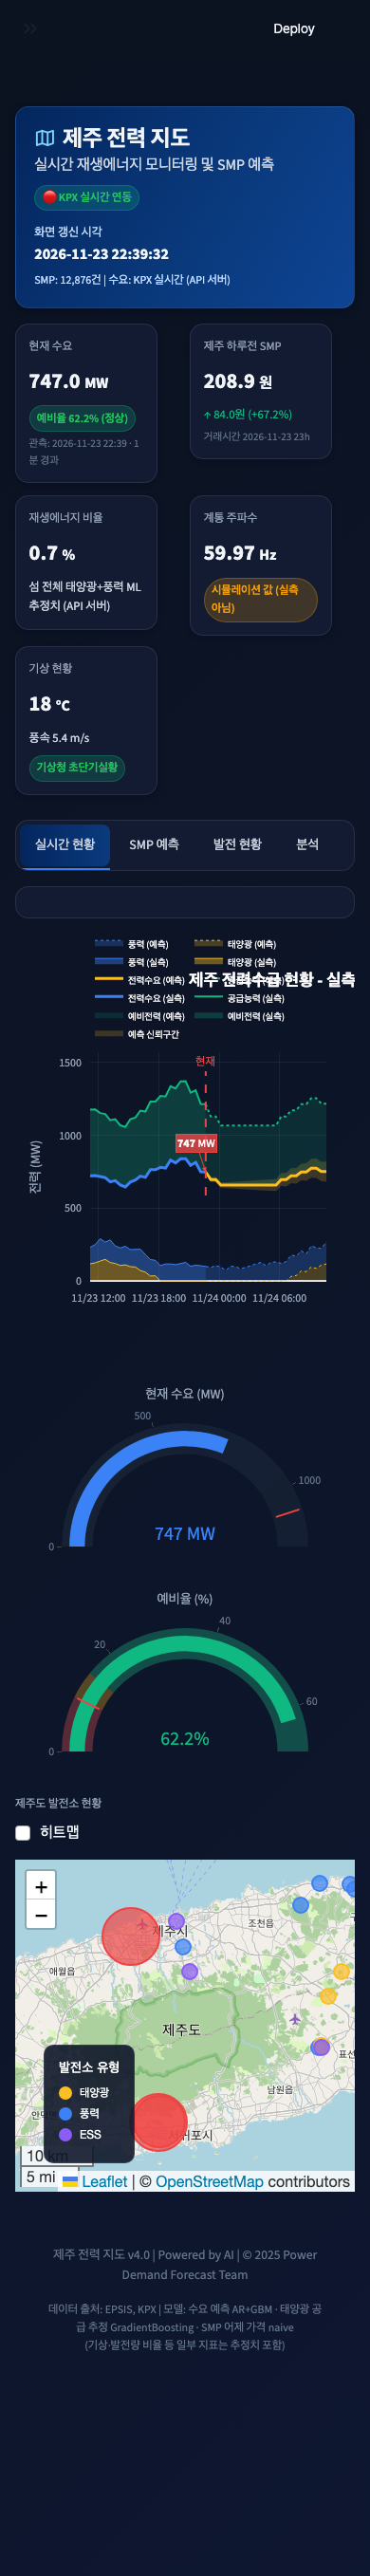 Deploy
제주 전력 지도
실시간 재생에너지 모니터링 및 SMP 예측
KPX 실시간 연동
화면 갱신 시각
2026-11-23 22:39:32
SMP: 12,876건 | 수요: KPX 실시간 (API 서버)
현재 수요
747.0 MW
예비율 62.2% (정상)
관측: 2026-11-23 22:39 · 1
분 경과
제주 하루전 SMP
208.9 원
↑ 84.0원 (+67.2%)
거래시간 2026-11-23 23h
재생에너지 비율
0.7 %
섬 전체 태양광+풍력 ML
추정치 (API 서버)
계통 주파수
59.97 Hz
시뮬레이션 값 (실측
아님)
기상 현황
18 °C
풍속 5.4 m/s
기상청 초단기실황
실시간 현황
SMP 예측
발전 현황
분석
풍력 (예측)
태양광 (예측)
풍력 (실측)
태양광 (실측)
전력수요 (예측)
제주 전력수급 현황 - 실측
전력수요 (실측)
공급능력 (실측)
예비전력 (예측)
예비전력 (실측)
예측 신뢰구간
현재
1500
1000
500
0
전력 (MW)
747 MW
11/23 12:00 11/23 18:00 11/24 00:00 11/24 06:00
현재 수요 (MW)
500
1000
0
747 MW
예비율 (%)
20
40
60
0
62.2%
제주도 발전소 현황
히트맵
+
−
제주시
조천읍
애월읍
제주도
표선
남원읍
서귀포시
발전소 유형
태양광
풍력
ESS
10 km
5 mi
Leaflet | © OpenStreetMap contributors
제주 전력 지도 v4.0 | Powered by AI | © 2025 Power
Demand Forecast Team
데이터 출처: EPSIS, KPX | 모델: 수요 예측 AR+GBM · 태양광 공
급 추정 GradientBoosting · SMP 어제 가격 naive
(기상·발전량 비율 등 일부 지표는 추정치 포함)